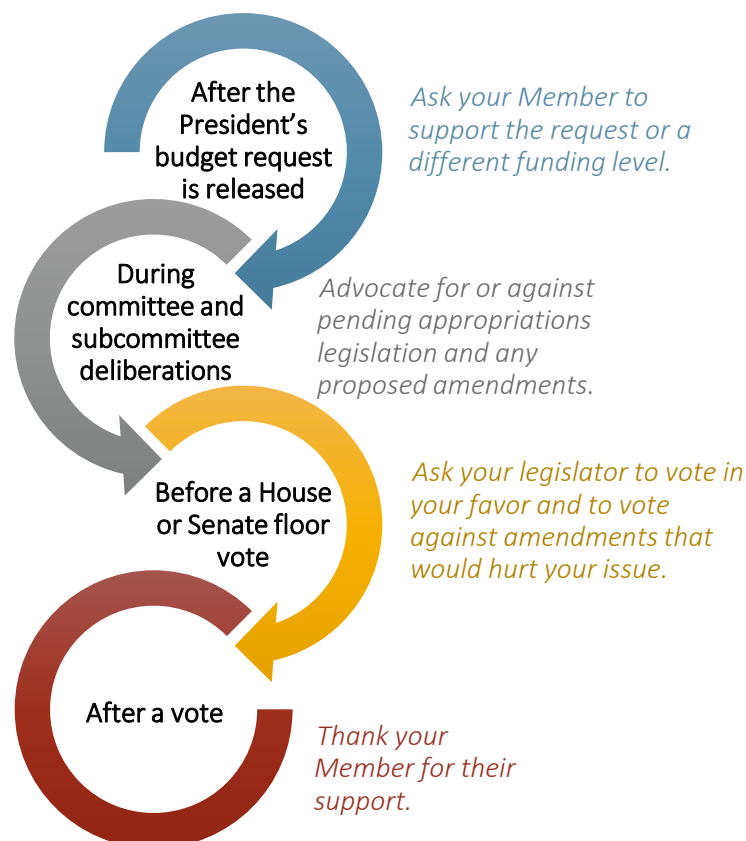 After the
President’s
budget request
is released
Ask your Member to
support the request or a
different funding level.
During
committee and
subcommittee
deliberations
Advocate for or against
pending appropriations
legislation and any
proposed amendments.
Before a House
or Senate floor
vote
Ask your legislator to vote in
your favor and to vote
against amendments that
would hurt your issue.
After a vote
Thank your
Member for their
support.